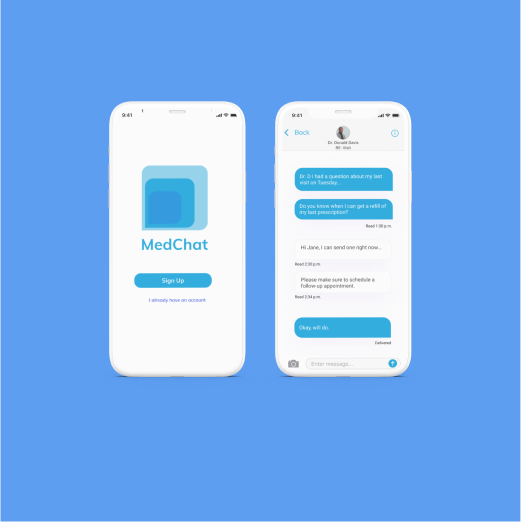 9:41
MedChat
Sign Up
I already have an account
9:41
Back
Dr. Donald Davis
Dr. D I had a question about my last
visit on Tuesday...
Do you know when I can get a refill of
my last prescription?
Read 1:38 p.m.
Hi Jane, I can send one right now...
Read 2:30 p.m.
Please make sure to schedule a
follow-up appointment.
Read 2:34 p.m.
Okay, will do.
Delivered
Enter message...